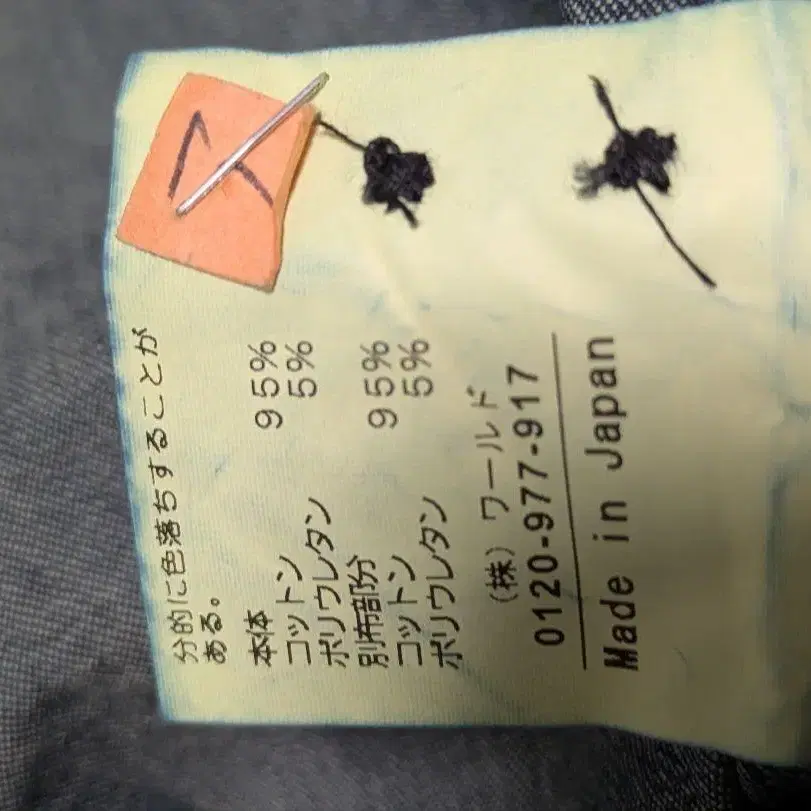 分的に色落ちすることが
ある。
本体
コットン 95%
ポリウレタン 5%
別布部分
コットン 95%
ポリウレタン 5%
(株) ワールド
0120-977-917
Made in Japan